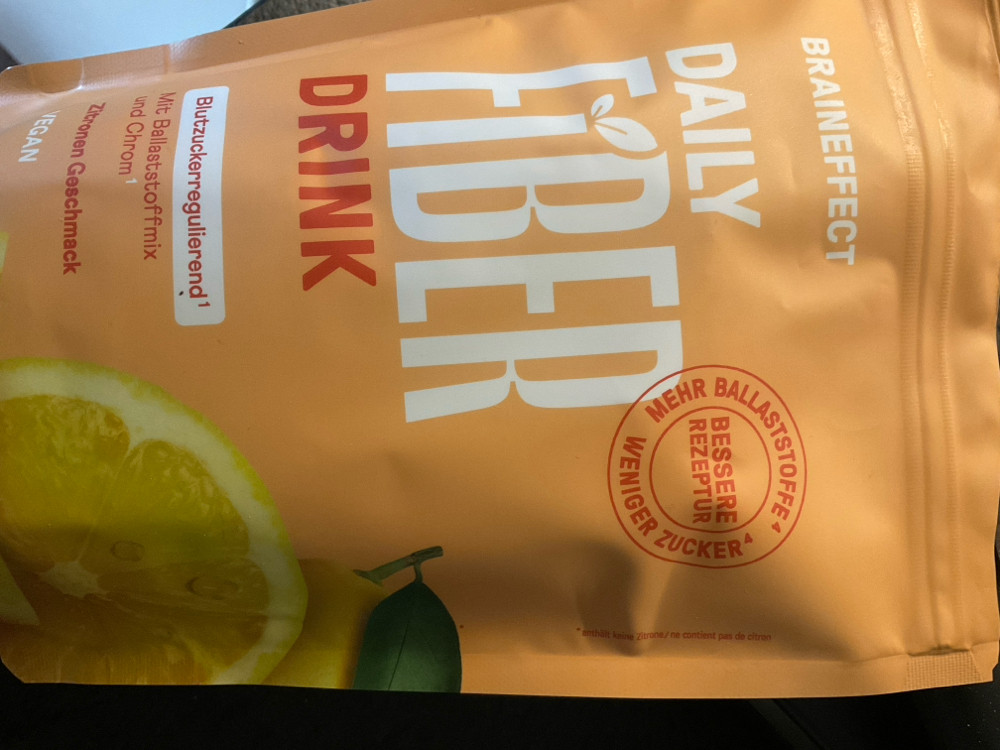 BRAINEFFECT
DAILY
FIBER
DRINK
MEHR BALLASTSTOFFE⁴
BESSERE
REZEPTUR
WENIGER ZUCKER⁴
Blutzuckerregulierend¹
Mit Ballaststoffmix
und Chrom¹
Zitronen Geschmack
VEGAN
*enthält keine Zitrone/ne contient pas de citron